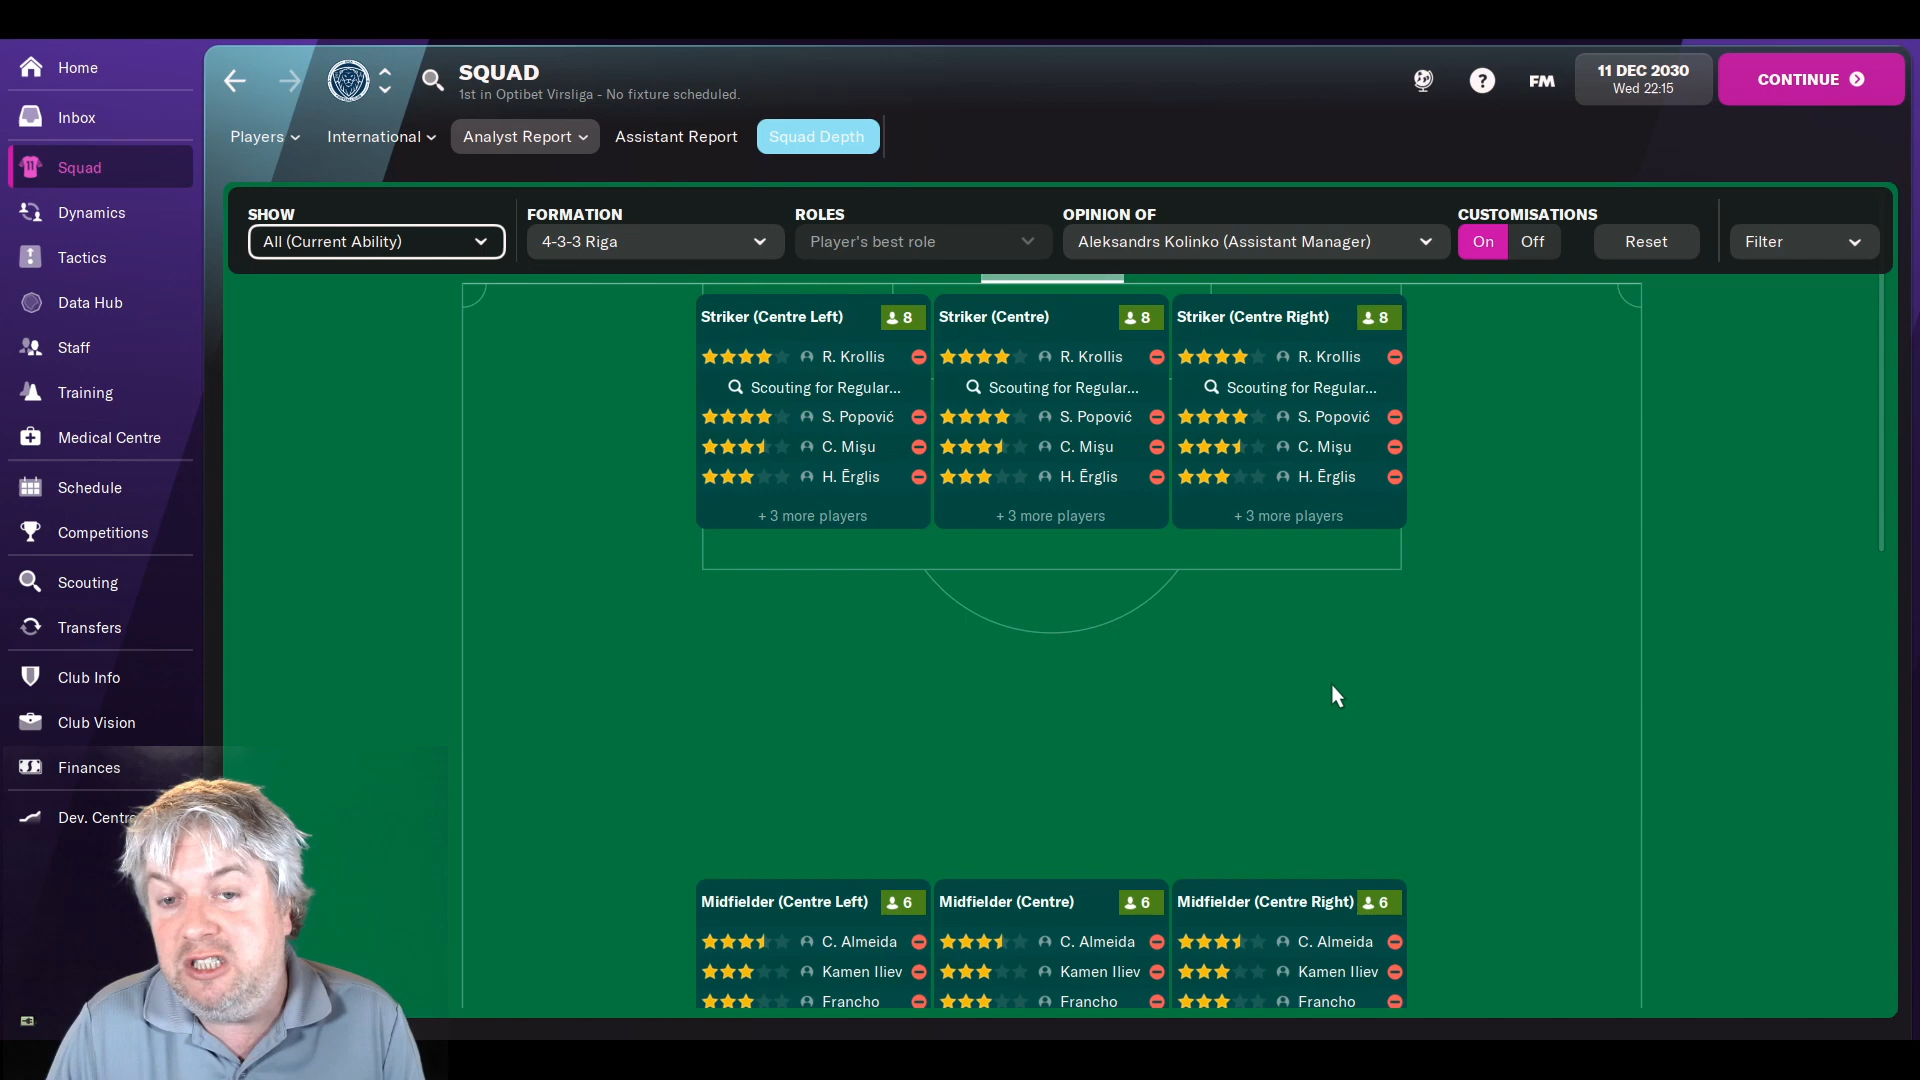 Home
Inbox
Squad
Dynamics
Tactics
Data Hub
Staff
Training
Medical Centre
Schedule
Competitions
Scouting
Transfers
Club Info
Club Vision
Finances
Dev. Centre
SQUAD
1st in Optibet Virsliga - No fixture scheduled.
FM
11 DEC 2030
Wed 22:15
CONTINUE
Players
International
Analyst Report
Assistant Report
Squad Depth
SHOW
All (Current Ability)
FORMATION
4-3-3 Riga
ROLES
Player's best role
OPINION OF
Aleksandrs Kolinko (Assistant Manager)
CUSTOMISATIONS
On
Off
Reset
Filter
Striker (Centre Left) 8
R. Krollis
Scouting for Regular...
S. Popović
C. Mişu
H. Ērglis
+ 3 more players
Striker (Centre) 8
R. Krollis
Scouting for Regular...
S. Popović
C. Mişu
H. Ērglis
+ 3 more players
Striker (Centre Right) 8
R. Krollis
Scouting for Regular...
S. Popović
C. Mişu
H. Ērglis
+ 3 more players
Midfielder (Centre Left) 6
C. Almeida
Kamen Iliev
Francho
Midfielder (Centre) 6
C. Almeida
Kamen Iliev
Francho
Midfielder (Centre Right) 6
C. Almeida
Kamen Iliev
Francho